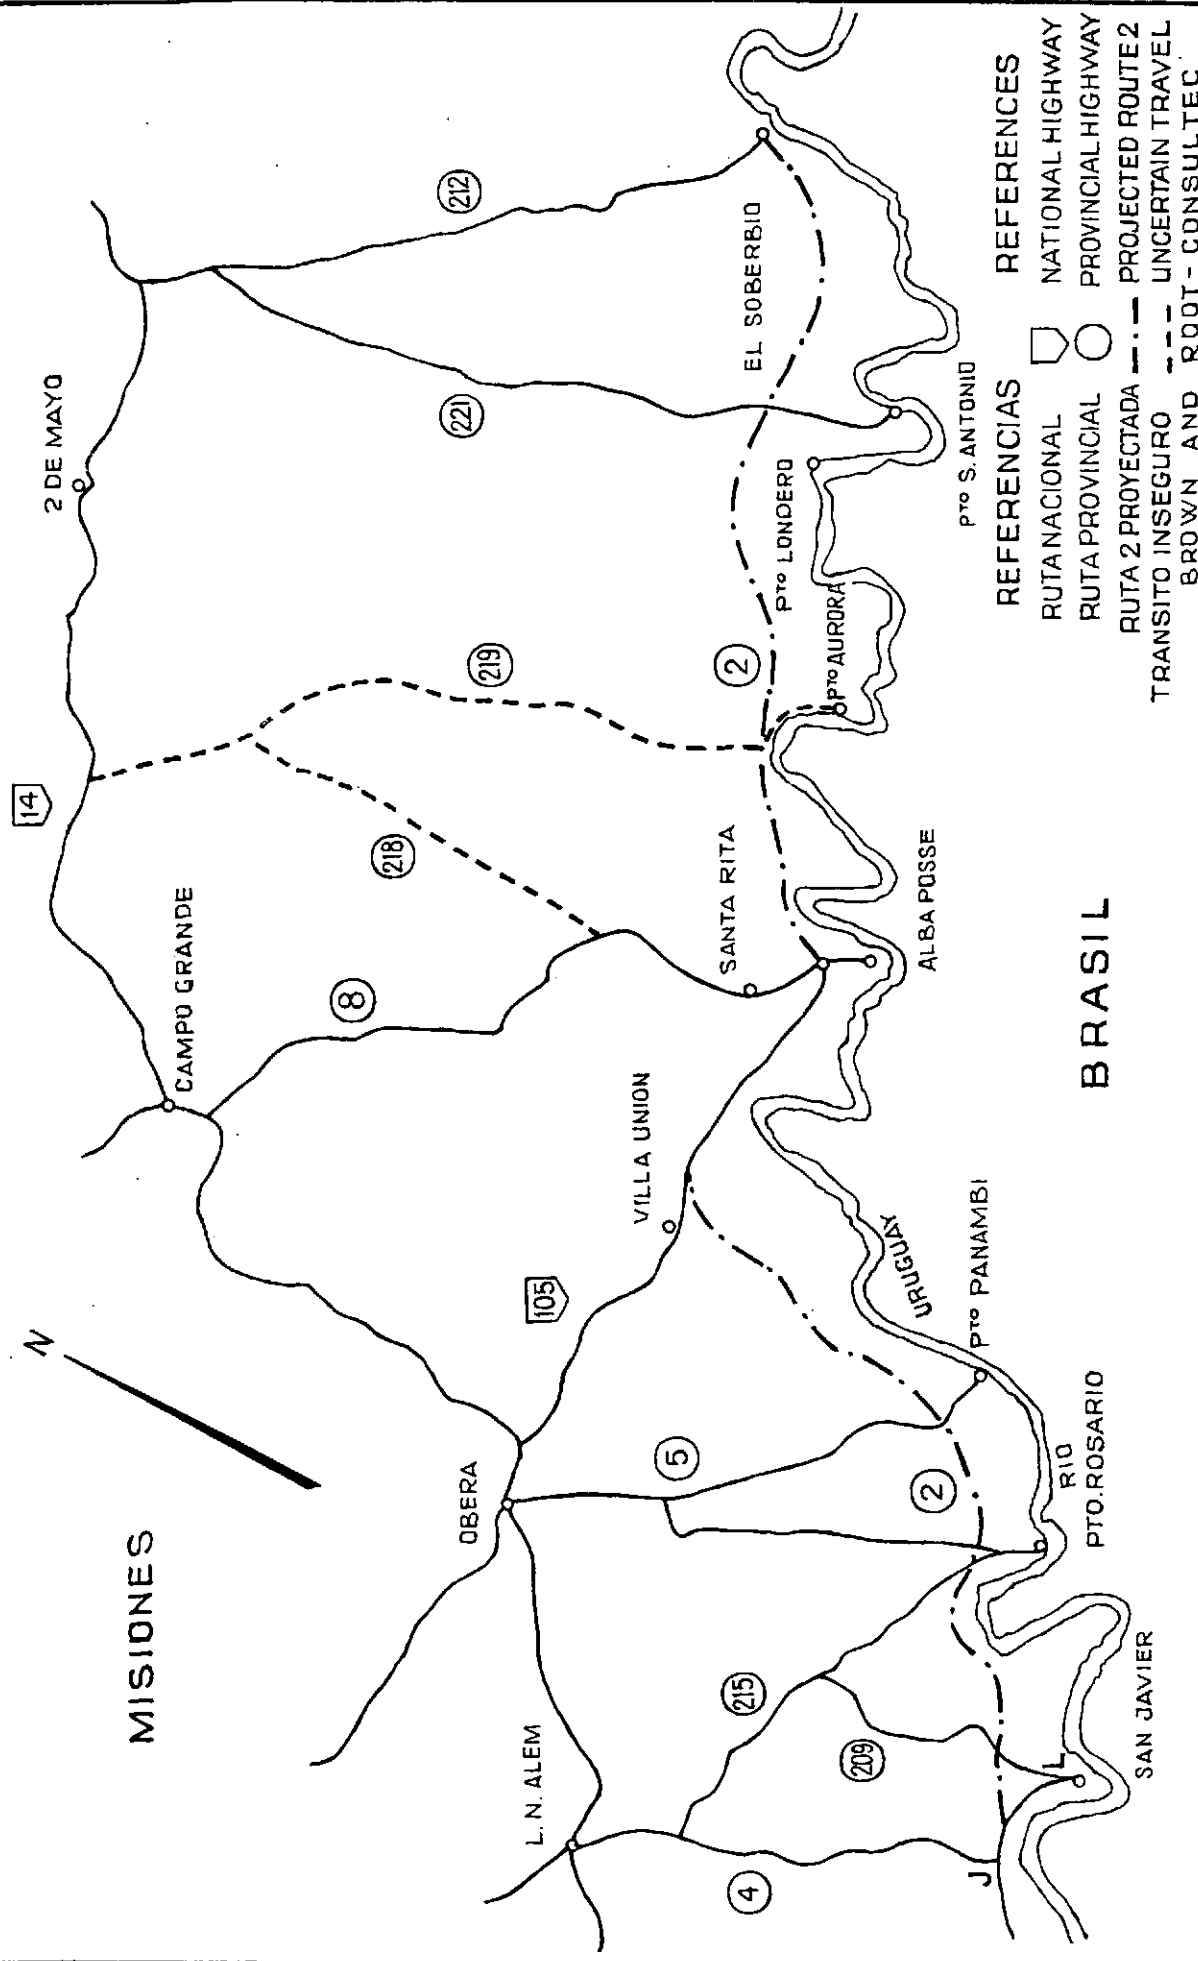 MISIONES
N
14
2 DE MAYO
CAMPO GRANDE
212
221
219
218
8
OBERA
105
VILLA UNION
SANTA RITA
2
EL SOBERBIO
PTO LONDERO
PTO AURORA
PTO S. ANTONIO
ALBA POSSE
L. N. ALEM
5
215
209
4
2
URUGUAY
PTO PANAMBI
RIO
PTO. ROSARIO
J
L
SAN JAVIER
BRASIL
REFERENCIAS REFERENCES
RUTA NACIONAL NATIONAL HIGHWAY
RUTA PROVINCIAL PROVINCIAL HIGHWAY
RUTA 2 PROYECTADA PROJECTED ROUTE 2
TRANSITO INSEGURO UNCERTAIN TRAVEL
BROWN AND ROOT - CONSULTEC